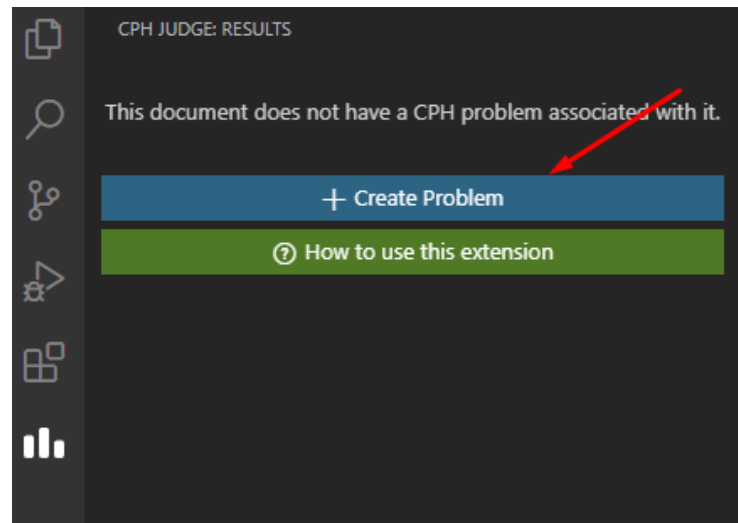 CPH JUDGE: RESULTS
This document does not have a CPH problem associated with it.
+ Create Problem
How to use this extension